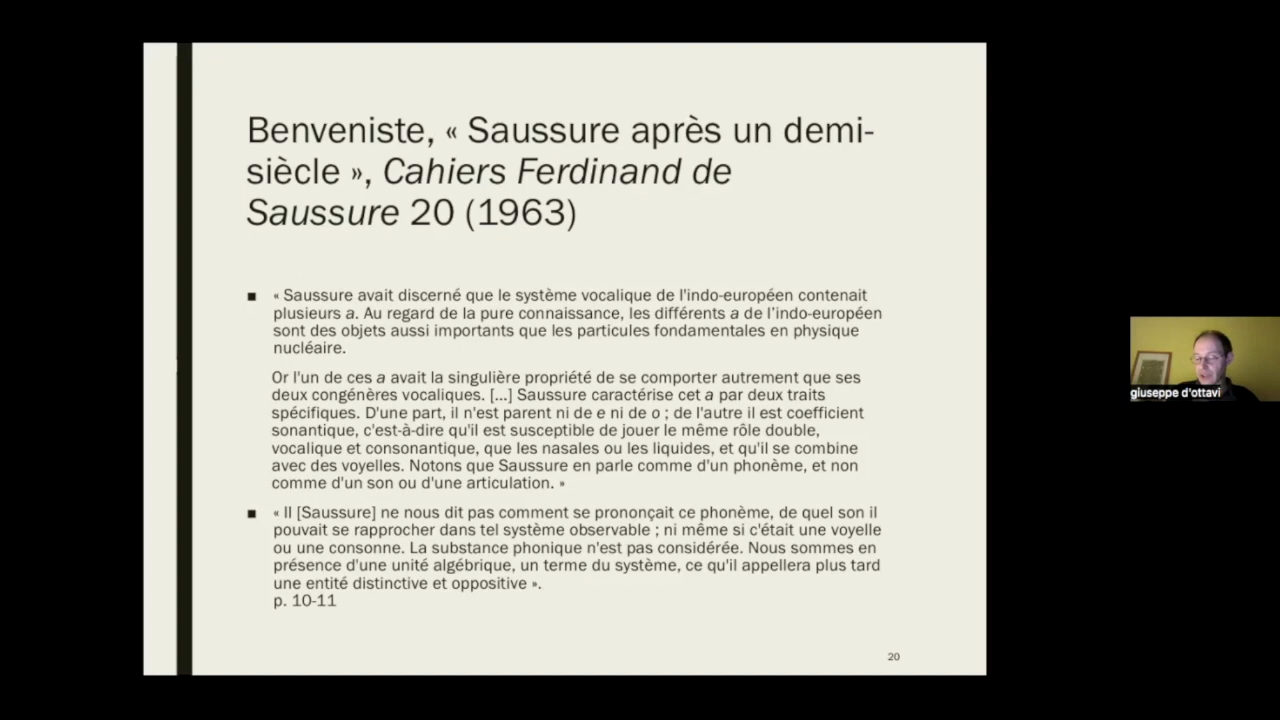 Benveniste, « Saussure après un demi-
siècle », Cahiers Ferdinand de
Saussure 20 (1963)
■ « Saussure avait discerné que le système vocalique de l'indo-européen contenait
plusieurs a. Au regard de la pure connaissance, les différents a de l’indo-européen
sont des objets aussi importants que les particules fondamentales en physique
nucléaire.
Or l'un de ces a avait la singulière propriété de se comporter autrement que ses
deux congénères vocaliques. [...] Saussure caractérise cet a par deux traits
spécifiques. D'une part, il n'est parent ni de e ni de o ; de l'autre il est coefficient
sonantique, c'est-à-dire qu'il est susceptible de jouer le même rôle double,
vocalique et consonantique, que les nasales ou les liquides, et qu'il se combine
avec des voyelles. Notons que Saussure en parle comme d'un phonème, et non
comme d'un son ou d'une articulation. »
■ « Il [Saussure] ne nous dit pas comment se prononçait ce phonème, de quel son il
pouvait se rapprocher dans tel système observable ; ni même si c'était une voyelle
ou une consonne. La substance phonique n'est pas considérée. Nous sommes en
présence d'une unité algébrique, un terme du système, ce qu'il appellera plus tard
une entité distinctive et oppositive ».
p. 10-11
20
giuseppe d'ottavi